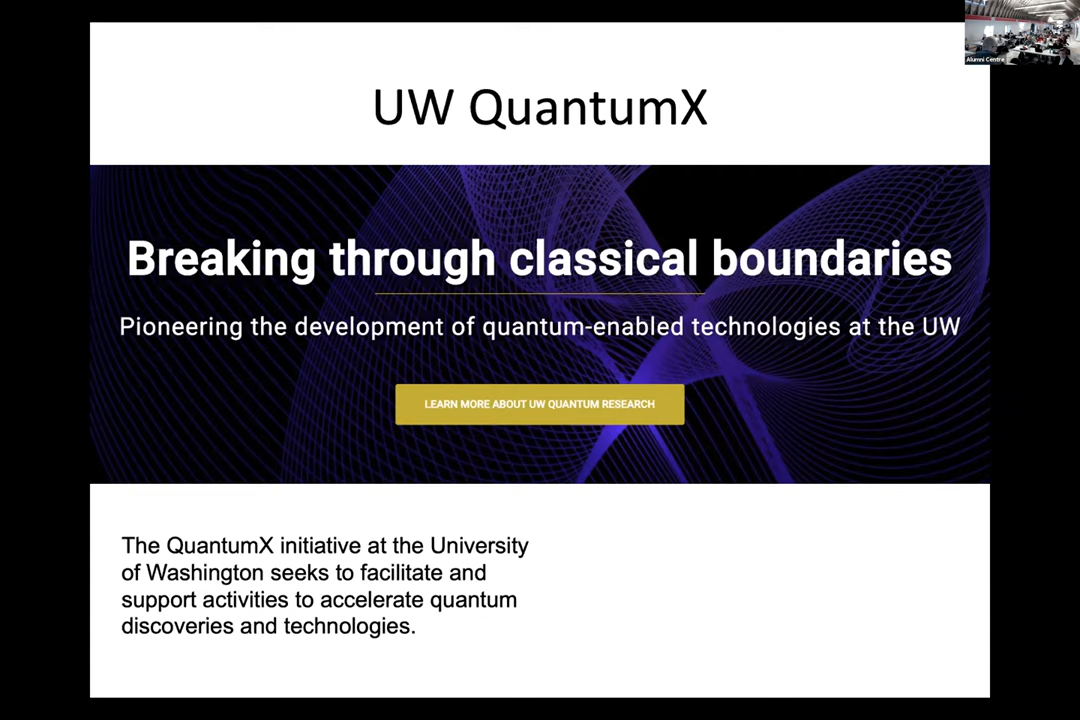 Alumni Centre
UW QuantumX
Breaking through classical boundaries
Pioneering the development of quantum-enabled technologies at the UW
LEARN MORE ABOUT UW QUANTUM RESEARCH
The QuantumX initiative at the University
of Washington seeks to facilitate and
support activities to accelerate quantum
discoveries and technologies.